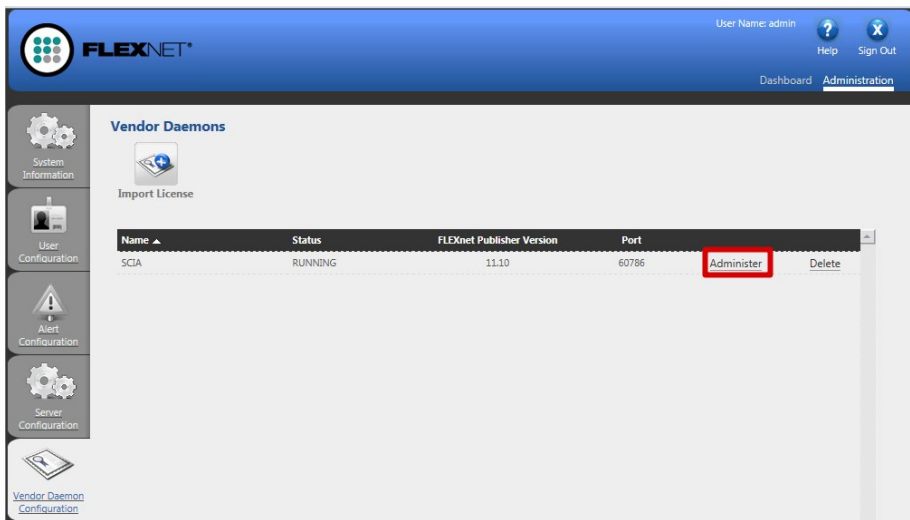 User Name: admin
FLEXNET
Help
Sign Out
Dashboard Administration
System
Information
User
Configuration
Alert
Configuration
Server
Configuration
Vendor Daemon
Configuration
Vendor Daemons
Import License
Name Status FLEXnet Publisher Version Port
SCIA RUNNING 11.10 60786 Administer Delete